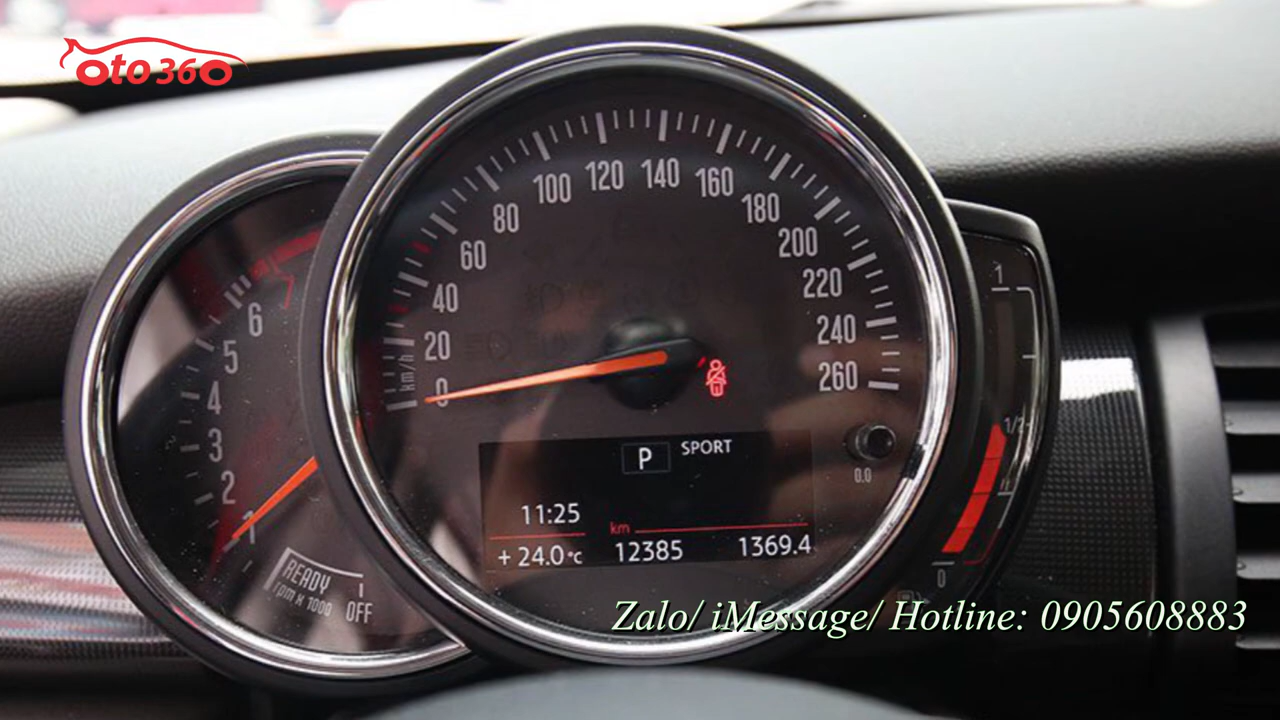 oto 360
100
120
140
160
80
180
60
200
40
220
20
240
km/h
0
260
1
1/2
0
6
5
4
3
2
1
READY
rpm x 1000
OFF
P
SPORT
0.0
11:25
km
+ 24.0°C
12385
1369.4
Zalo/ iMessage/ Hotline: 0905608883